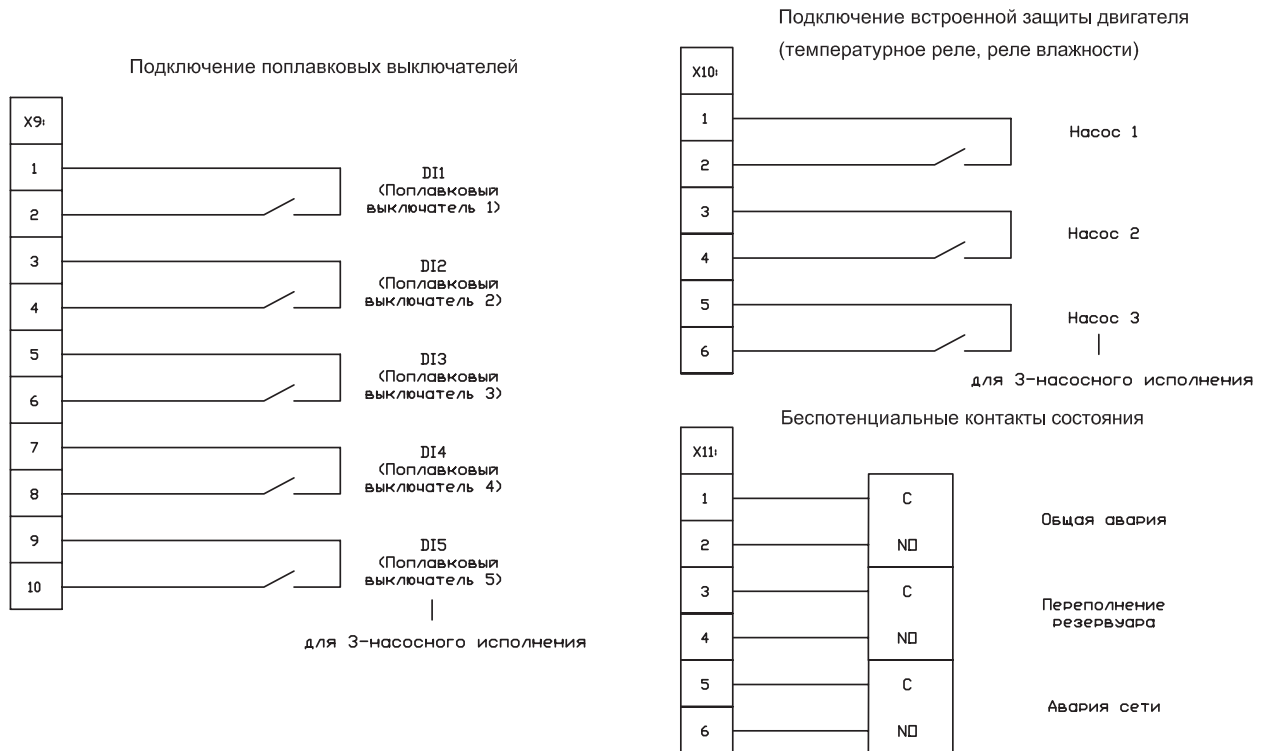 Подключение поплавковых выключателей
X9:
1
2
3
4
5
6
7
8
9
10
DI1
(Поплавковый
выключатель 1)
DI2
(Поплавковый
выключатель 2)
DI3
(Поплавковый
выключатель 3)
DI4
(Поплавковый
выключатель 4)
DI5
(Поплавковый
выключатель 5)
для 3-насосного исполнения
Подключение встроенной защиты двигателя
(температурное реле, реле влажности)
X10:
1
2
3
4
5
6
Насос 1
Насос 2
Насос 3
для 3-насосного исполнения
Беспотенциальные контакты состояния
X11:
1
2
3
4
5
6
C
NO
C
NO
C
NO
Общая авария
Переполнение
резервуара
Авария сети